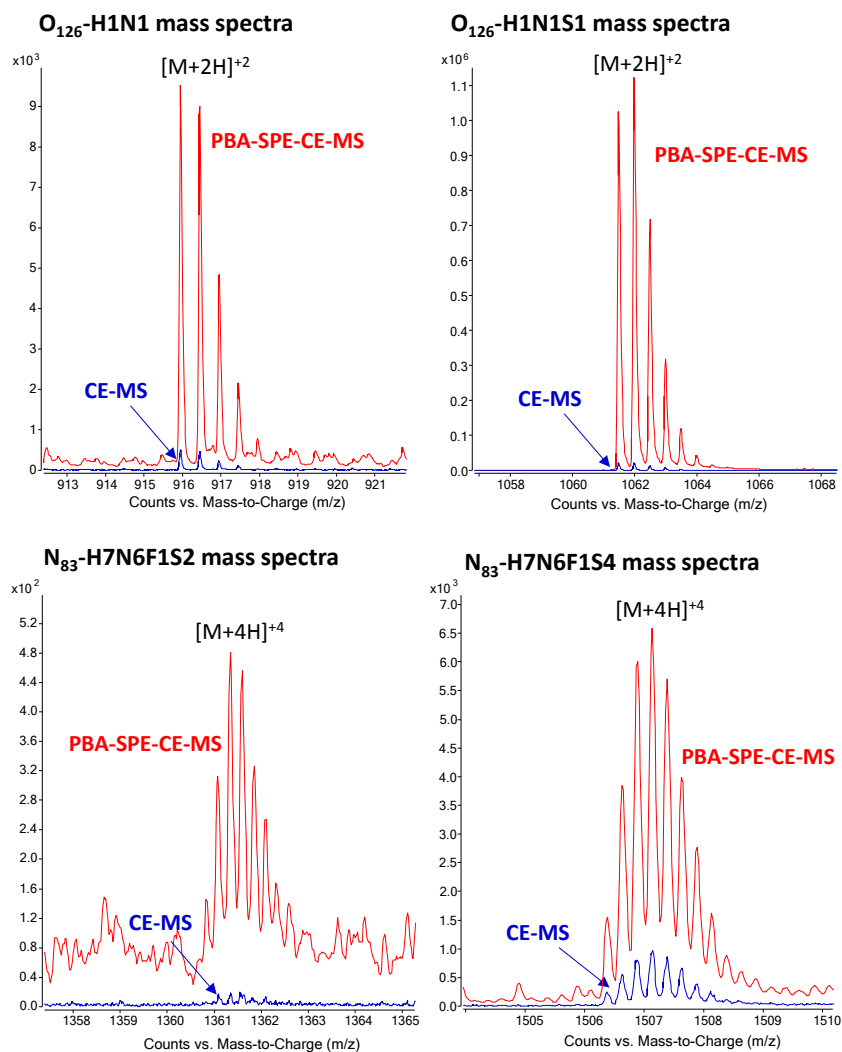 O₁₂₆-H1N1 mass spectra
x10³
[M+2H]⁺²
9
8
7
6
5
4
3
2
1
0
PBA-SPE-CE-MS
CE-MS
913 914 915 916 917 918 919 920 921
Counts vs. Mass-to-Charge (m/z)
O₁₂₆-H1N1S1 mass spectra
x10⁶
[M+2H]⁺²
1.1
1.0
0.9
0.8
0.7
0.6
0.5
0.4
0.3
0.2
0.1
0.0
PBA-SPE-CE-MS
CE-MS
1058 1060 1062 1064 1066 1068
Counts vs. Mass-to-Charge (m/z)
N₈₃-H7N6F1S2 mass spectra
x10²
[M+4H]⁺⁴
5.2
4.8
4.4
4.0
3.6
3.2
2.8
2.4
2.0
1.6
1.2
0.8
0.4
0.0
PBA-SPE-CE-MS
CE-MS
1358 1359 1360 1361 1362 1363 1364 1365
Counts vs. Mass-to-Charge (m/z)
N₈₃-H7N6F1S4 mass spectra
x10³
[M+4H]⁺⁴
7.0
6.5
6.0
5.5
5.0
4.5
4.0
3.5
3.0
2.5
2.0
1.5
1.0
0.5
0.0
PBA-SPE-CE-MS
CE-MS
1505 1506 1507 1508 1509 1510
Counts vs. Mass-to-Charge (m/z)